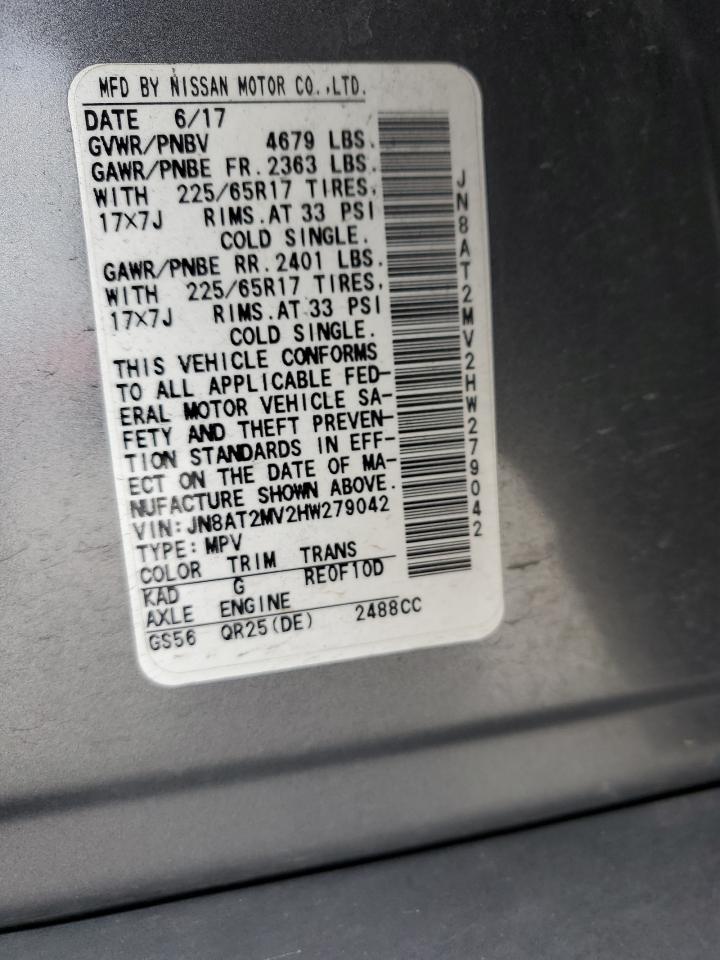 MFD BY NISSAN MOTOR CO.,LTD.
DATE 6/17
GVWR/PNBV 4679 LBS.
GAWR/PNBE FR.2363 LBS.
WITH 225/65R17 TIRES,
17×7J RIMS.AT 33 PSI
COLD SINGLE.
GAWR/PNBE RR.2401 LBS.
WITH 225/65R17 TIRES,
17×7J RIMS.AT 33 PSI
COLD SINGLE.
THIS VEHICLE CONFORMS
TO ALL APPLICABLE FED-
ERAL MOTOR VEHICLE SA-
FETY AND THEFT PREVEN-
TION STANDARDS IN EFF-
ECT ON THE DATE OF MA-
NUFACTURE SHOWN ABOVE.
VIN:JN8AT2MV2HW279042
TYPE:MPV
COLOR TRIM TRANS
KAD G RE0F10D
AXLE ENGINE
GS56 QR25(DE) 2488CC
JN8AT2MV2HW279042